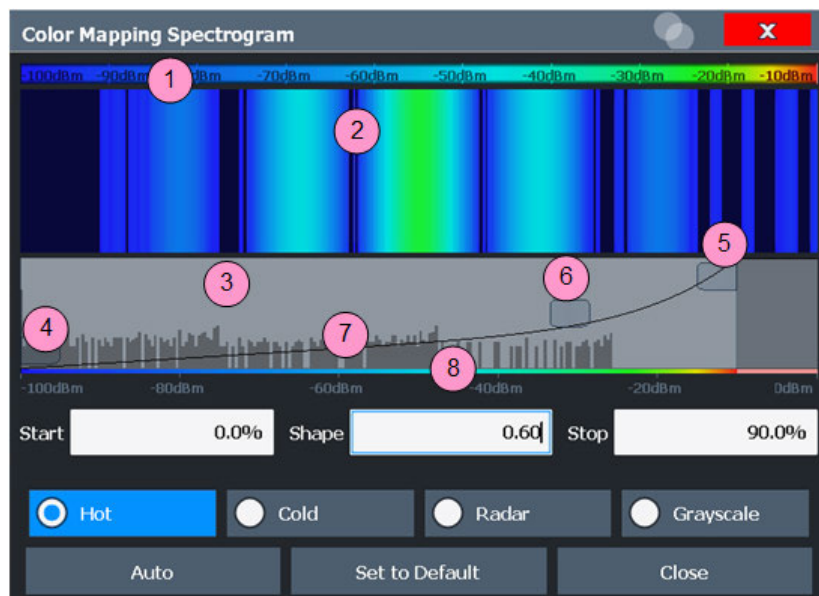 Color Mapping Spectrogram
X
-100dBm -90dBm dBm -70dBm -60dBm -50dBm -40dBm -30dBm -20dBm -10dBm
1
2
3
4
5
6
7
8
-100dBm -80dBm -60dBm -40dBm -20dBm 0dBm
Start 0.0% Shape 0.60 Stop 90.0%
Hot Cold Radar Grayscale
Auto Set to Default Close